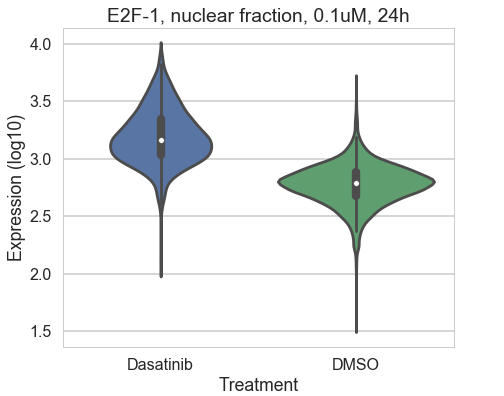 E2F-1, nuclear fraction, 0.1uM, 24h
Expression (log10)
4.0
3.5
3.0
2.5
2.0
1.5
Dasatinib
DMSO
Treatment